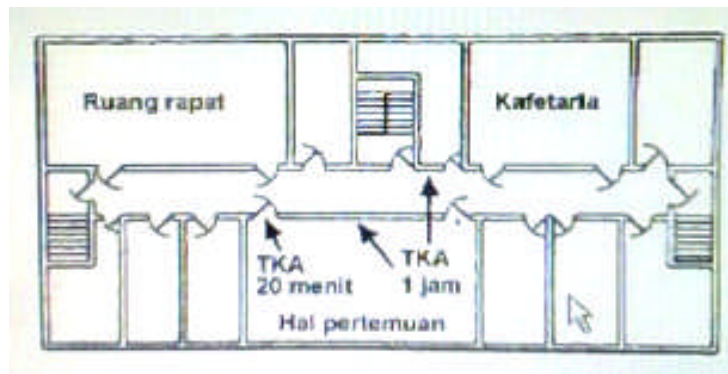 Ruang rapat
Kafetaria
TKA
20 menit
TKA
1 jam
Hal pertemuan